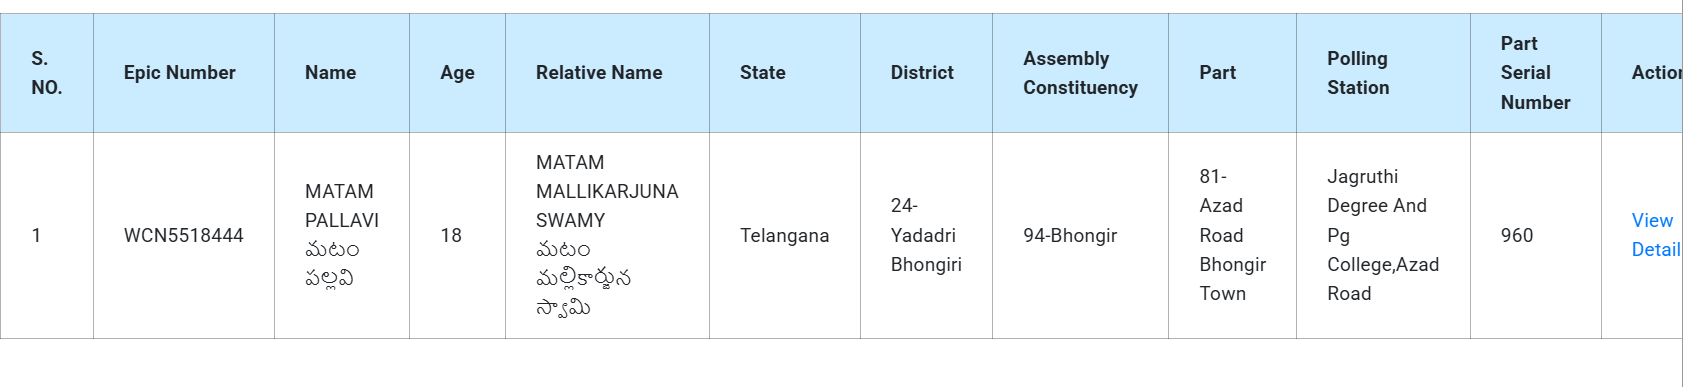 S.
NO.
Epic Number
Name
Age
Relative Name
State
District
Assembly
Constituency
Part
Polling
Station
Part
Serial
Number
Action
1
WCN5518444
MATAM
PALLAVI
మటం
పల్లవి
18
MATAM
MALLIKARJUNA
SWAMY
మటం
మల్లికార్జున
స్వామి
Telangana
24-
Yadadri
Bhongiri
94-Bhongir
81-
Azad
Road
Bhongir
Town
Jagruthi
Degree And
Pg
College,Azad
Road
960
View
Detail